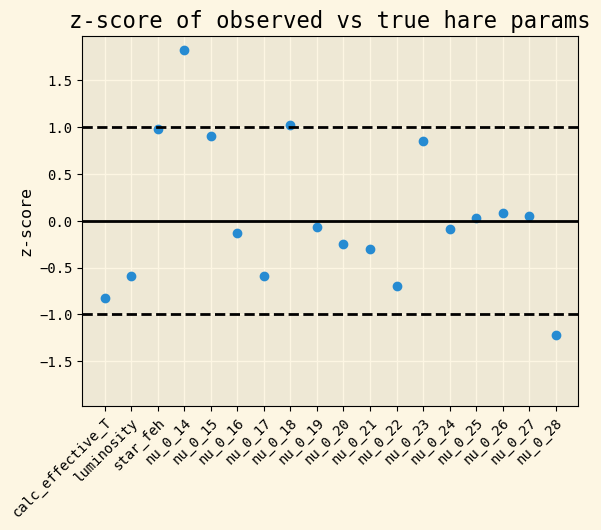 z-score of observed vs true hare params
z-score
1.5
1.0
0.5
0.0
−0.5
−1.0
−1.5
calc_effective_T
luminosity
star_feh
nu_0_14
nu_0_15
nu_0_16
nu_0_17
nu_0_18
nu_0_19
nu_0_20
nu_0_21
nu_0_22
nu_0_23
nu_0_24
nu_0_25
nu_0_26
nu_0_27
nu_0_28